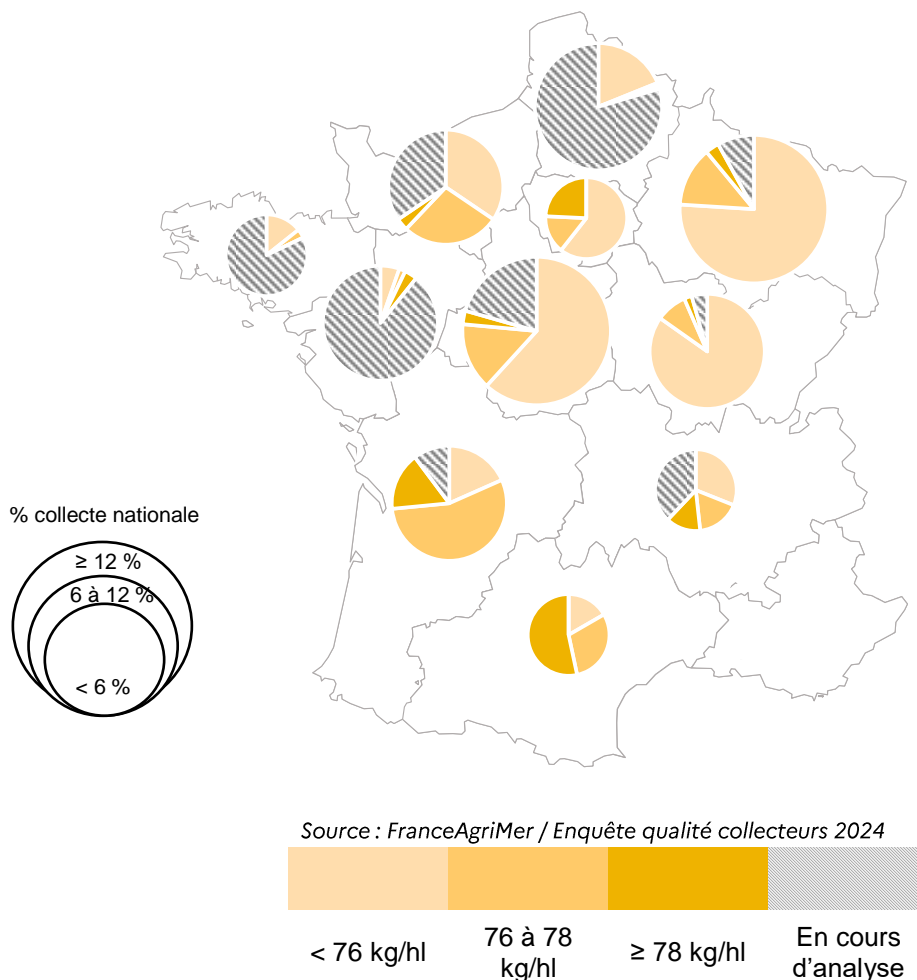 % collecte nationale
≥ 12 %
6 à 12 %
< 6 %
Source : FranceAgriMer / Enquête qualité collecteurs 2024
< 76 kg/hl
76 à 78
kg/hl
≥ 78 kg/hl
En cours
d'analyse